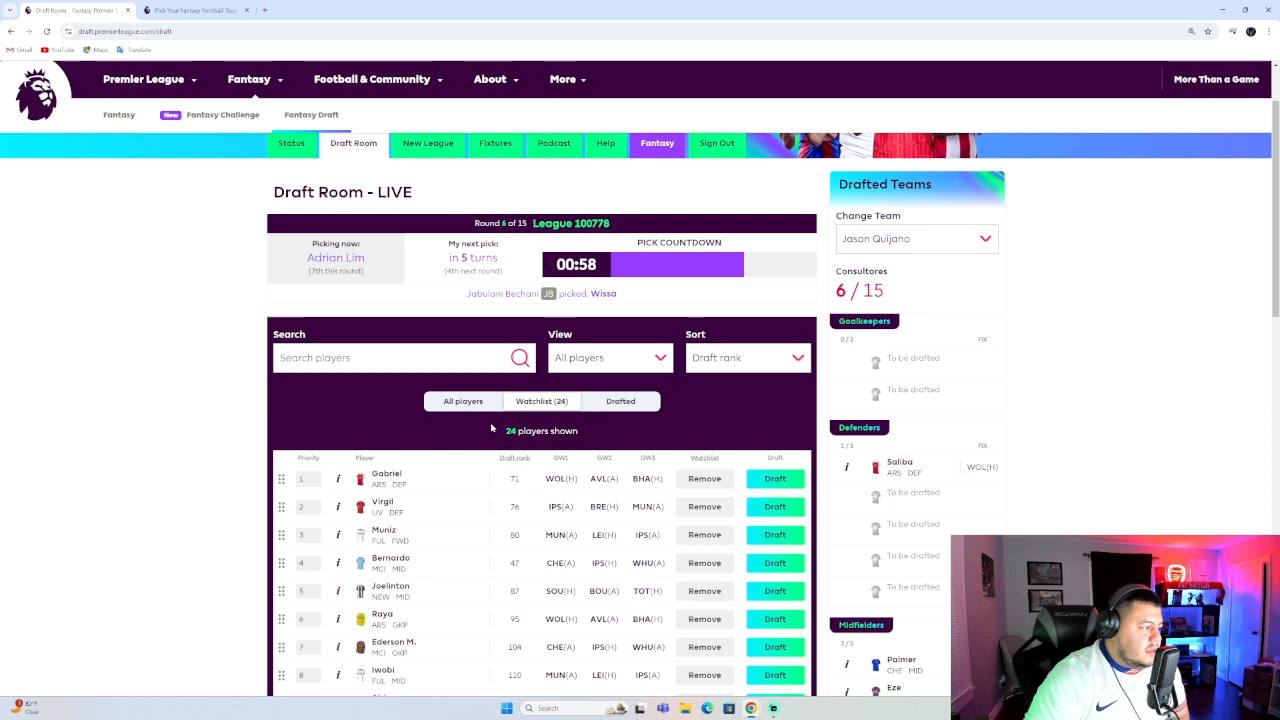 Draft Room - Fantasy Premier L
Pick Your Fantasy Football Team
draft.premierleague.com/draft
Gmail YouTube Maps Translate
Premier League Fantasy Football & Community About More More Than a Game
Fantasy New Fantasy Challenge Fantasy Draft
Status Draft Room New League Fixtures Podcast Help Fantasy Sign Out
Draft Room - LIVE
Round 6 of 15 League 100778
Picking now:
Adrian Lim
(7th this round)
My next pick:
in 5 turns
(4th next round)
PICK COUNTDOWN
00:58
Jabulani Bechani JB picked: Wissa
Search View Sort
Search players All players Draft rank
All players Watchlist (24) Drafted
24 players shown
Priority Player Draft rank GW1 GW2 GW3 Watchlist Draft
1 i Gabriel ARS DEF 71 WOL(H) AVL(A) BHA(H) Remove Draft
2 i Virgil LIV DEF 76 IPS(A) BRE(H) MUN(A) Remove Draft
3 i Muniz FUL FWD 80 MUN(A) LEI(H) IPS(A) Remove Draft
4 i Bernardo MCI MID 47 CHE(A) IPS(H) WHU(A) Remove Draft
5 i Joelinton NEW MID 87 SOU(H) BOU(A) TOT(H) Remove Draft
6 i Raya ARS GKP 95 WOL(H) AVL(A) BHA(H) Remove Draft
7 i Ederson M. MCI GKP 104 CHE(A) IPS(H) WHU(A) Remove Draft
8 i Iwobi FUL MID 110 MUN(A) LEI(H) IPS(A) Remove Draft
Drafted Teams
Change Team
Jason Quijano
Consultores
6 / 15
Goalkeepers
0/2 FIX
To be drafted
To be drafted
Defenders
1/5 FIX
i Saliba ARS DEF WOL(H)
To be drafted
To be drafted
To be drafted
To be drafted
Midfielders
3/5
i Palmer CHE MID
i Eze
82°F
Clear
Search